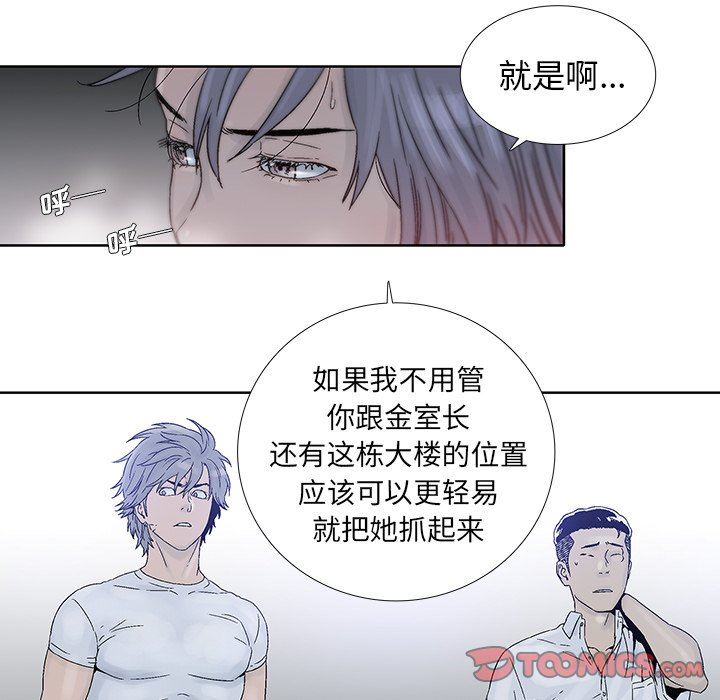 就是啊...
呼—
呼—
如果我不用管
你跟金室长
还有这栋大楼的位置
应该可以更轻易
就把她抓起来
TOOMICS.COM